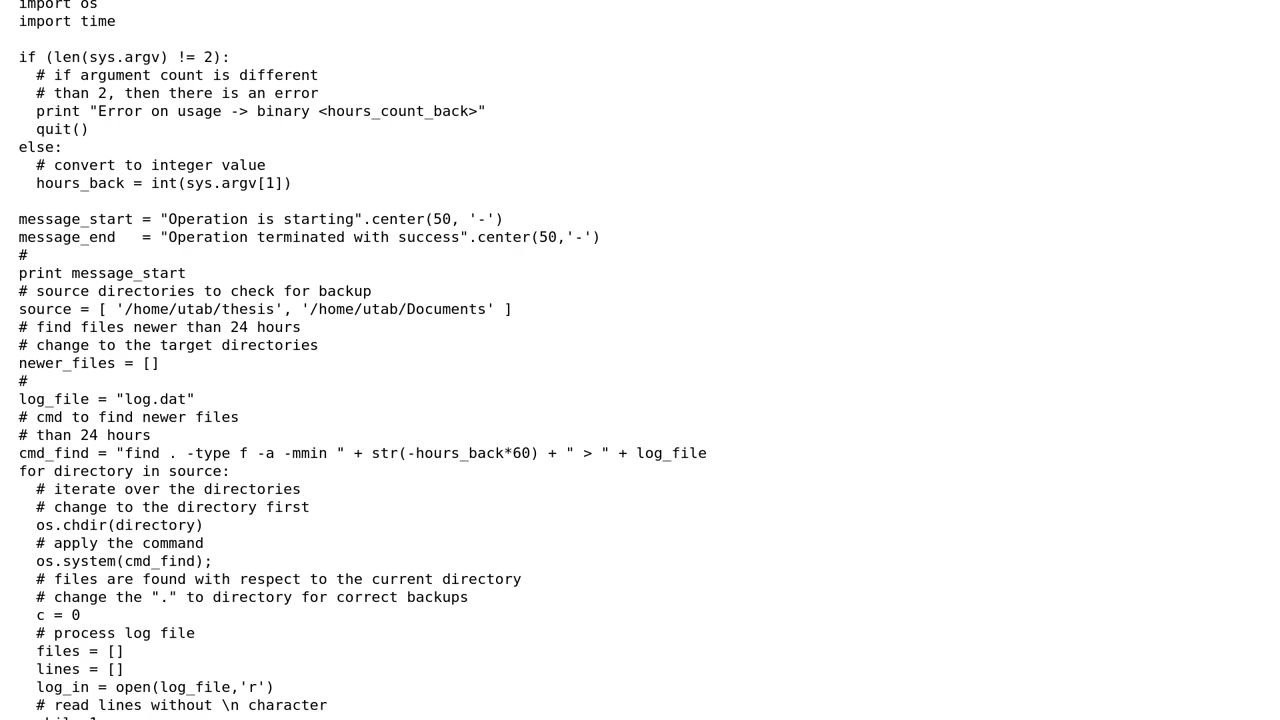 import os
import time

if (len(sys.argv) != 2):
  # if argument count is different
  # than 2, then there is an error
  print "Error on usage -> binary <hours_count_back>"
  quit()
else:
  # convert to integer value
  hours_back = int(sys.argv[1])

message_start = "Operation is starting".center(50, '-')
message_end   = "Operation terminated with success".center(50,'-')
#
print message_start
# source directories to check for backup
source = [ '/home/utab/thesis', '/home/utab/Documents' ]
# find files newer than 24 hours
# change to the target directories
newer_files = []
#
log_file = "log.dat"
# cmd to find newer files
# than 24 hours
cmd_find = "find . -type f -a -mmin " + str(-hours_back*60) + " > " + log_file
for directory in source:
  # iterate over the directories
  # change to the directory first
  os.chdir(directory)
  # apply the command
  os.system(cmd_find);
  # files are found with respect to the current directory
  # change the "." to directory for correct backups
  c = 0
  # process log file
  files = []
  lines = []
  log_in = open(log_file,'r')
  # read lines without \n character